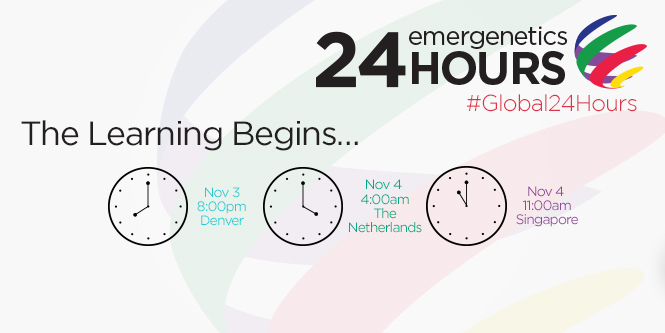 24
emergenetics
HOURS
#Global24Hours
The Learning Begins...
Nov 3
8:00pm
Denver
Nov 4
4:00am
The
Netherlands
Nov 4
11:00am
Singapore